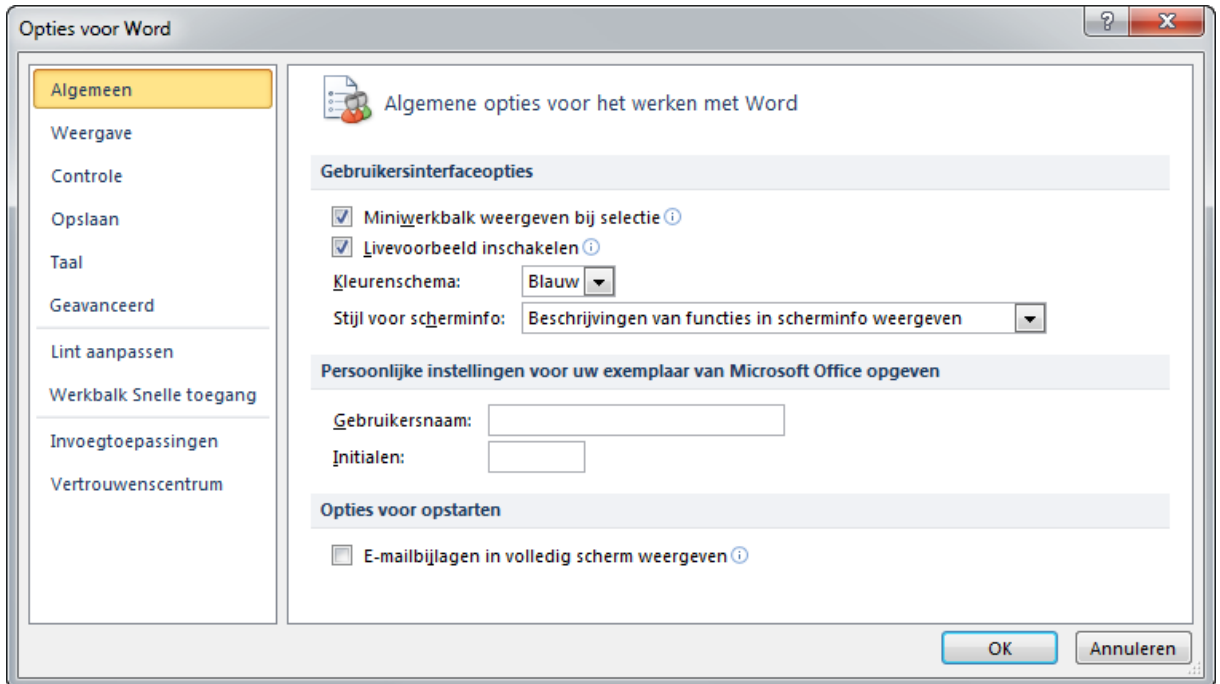 Opties voor Word
Algemeen
Weergave
Controle
Opslaan
Taal
Geavanceerd
Lint aanpassen
Werkbalk Snelle toegang
Invoegtoepassingen
Vertrouwenscentrum
Algemene opties voor het werken met Word
Gebruikersinterfaceopties
Miniwerkbalk weergeven bij selectie
Livevoorbeeld inschakelen
Kleurenschema: Blauw
Stijl voor scherminfo: Beschrijvingen van functies in scherminfo weergeven
Persoonlijke instellingen voor uw exemplaar van Microsoft Office opgeven
Gebruikersnaam:
Initialen:
Opties voor opstarten
E-mailbijlagen in volledig scherm weergeven
OK Annuleren